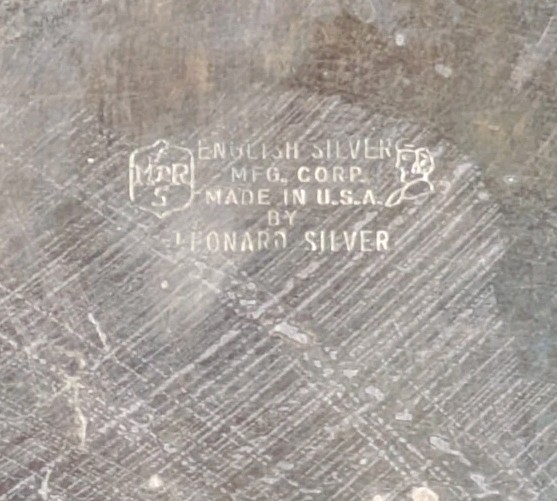 ENGLISH SILVER
MFG. CORP.
MADE IN U.S.A.
BY
LEONARD SILVER